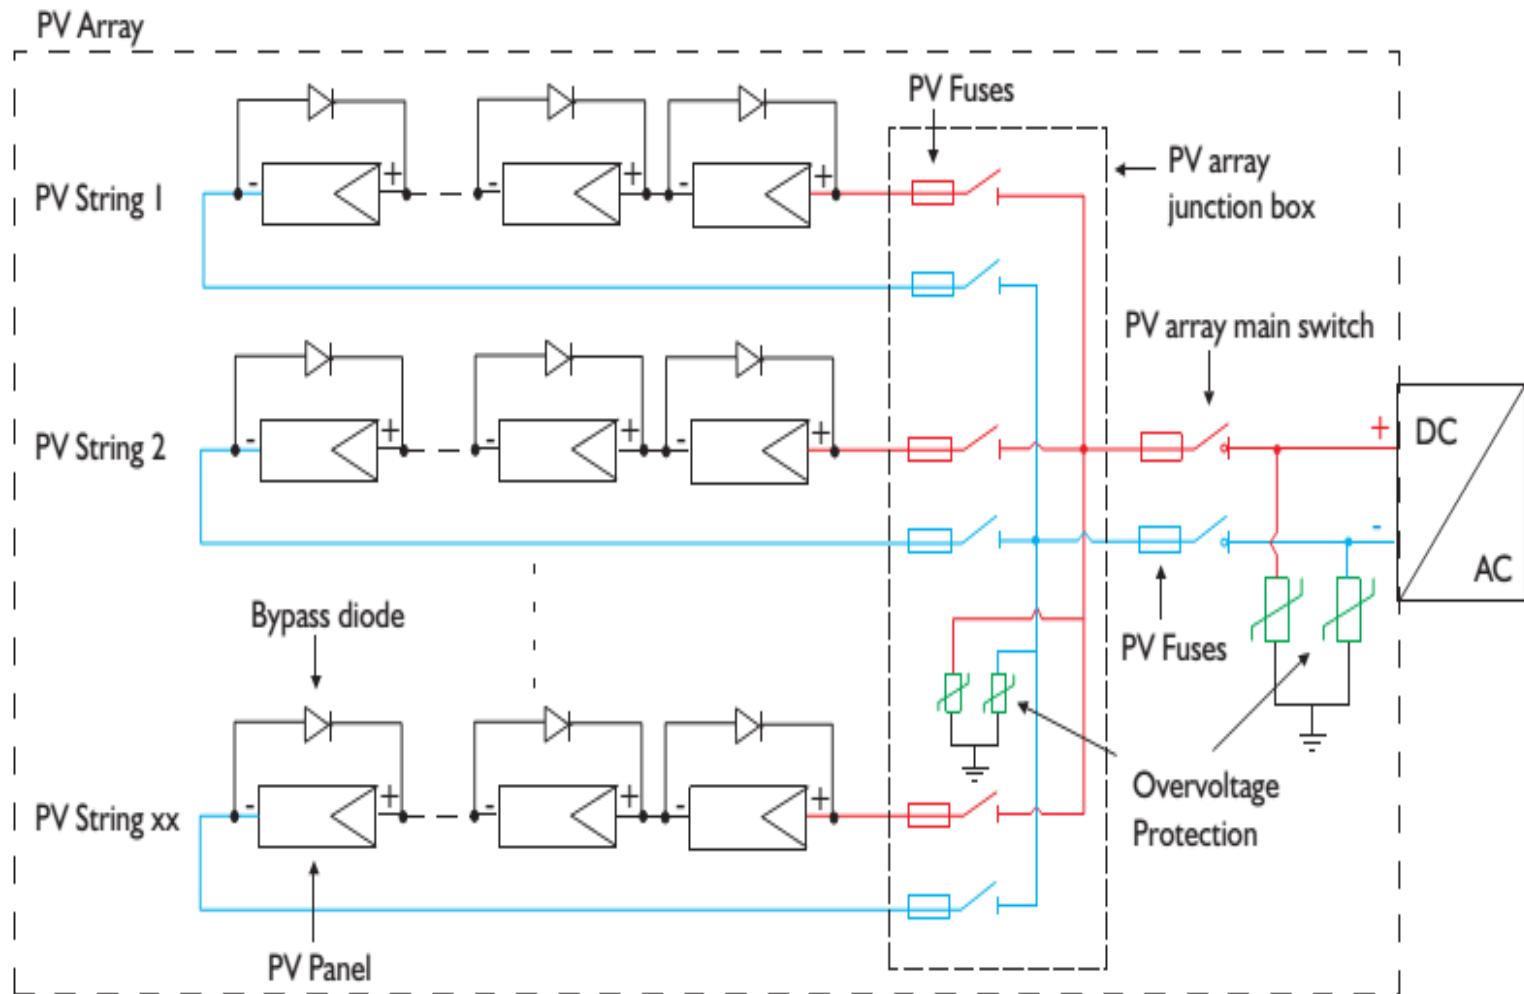 PV Array
PV Fuses
PV array
junction box
PV String 1
- + - + - +
PV array main switch
PV String 2
- + - + - +
+ DC
-
AC
Bypass diode
PV Fuses
PV String xx
- + - + - +
Overvoltage
Protection
PV Panel